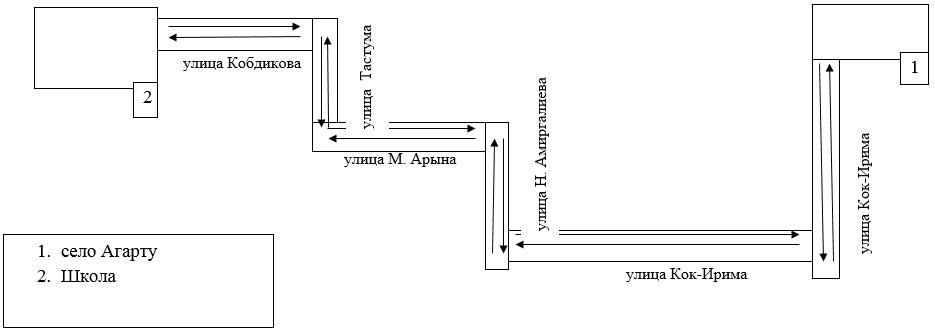 2
улица Кобдикова
улица Тастума
улица М. Арына
улица Н. Амиргалиева
улица Кок-Ирима
улица Кок-Ирима
1
1. село Агарту
2. Школа